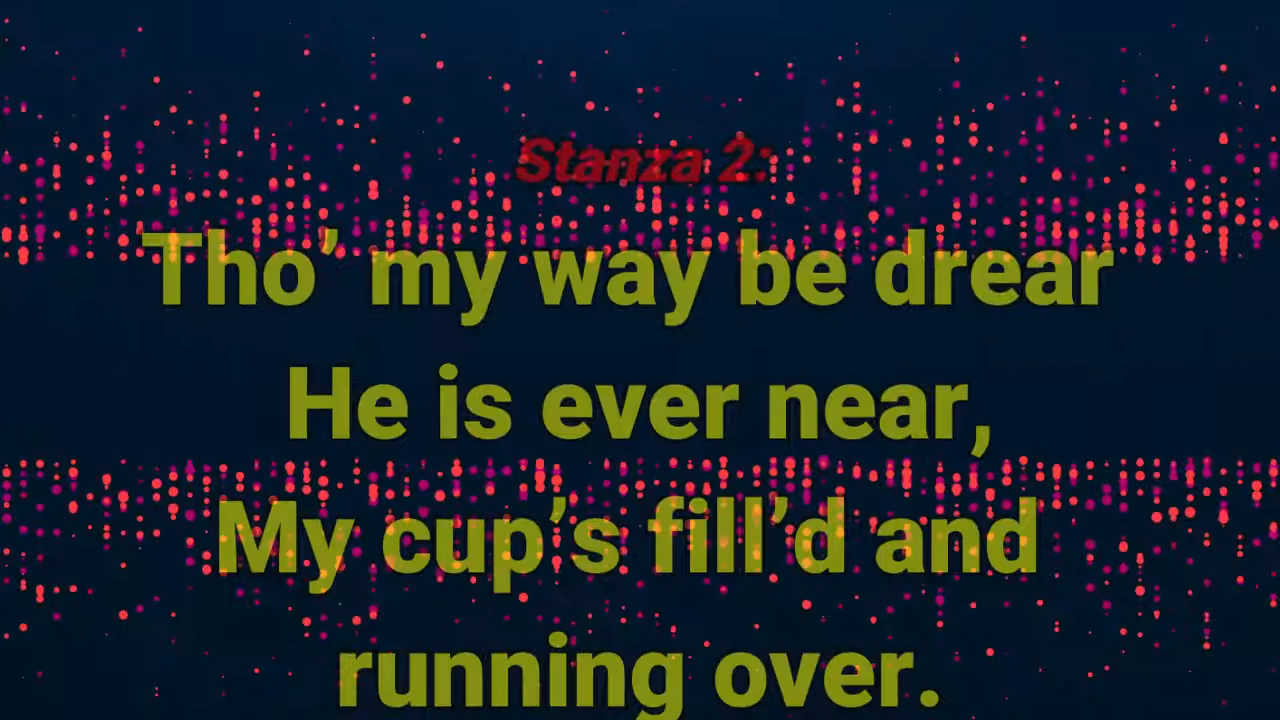 Stanza 2:
Tho’ my way be drear
He is ever near,
My cup’s fill’d and
running over.